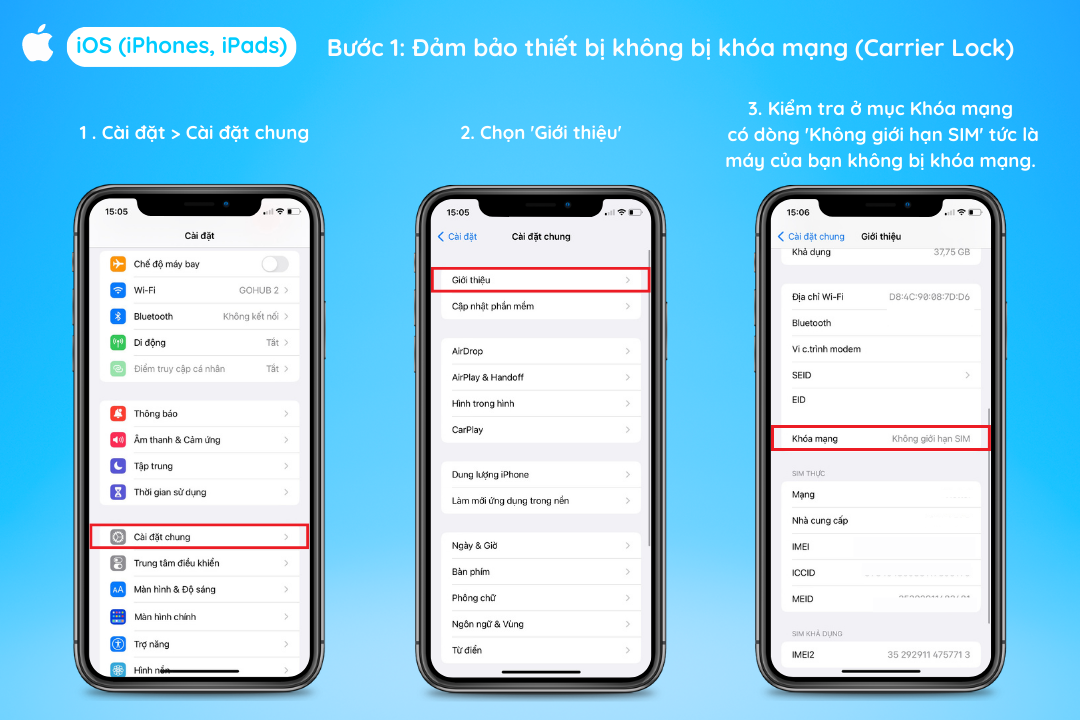 iOS (iPhones, iPads)
Bước 1: Đảm bảo thiết bị không bị khóa mạng (Carrier Lock)
1 . Cài đặt > Cài đặt chung
15:05
Cài đặt
Chế độ máy bay
Wi-Fi GOHUB 2
Bluetooth Không kết nối
Di động Tắt
Điểm truy cập cá nhân Tắt
Thông báo
Âm thanh & Cảm ứng
Tập trung
Thời gian sử dụng
Cài đặt chung
Trung tâm điều khiển
AA Màn hình & Độ sáng
Màn hình chính
Trợ năng
Hình nền
2. Chọn 'Giới thiệu'
15:05
Cài đặt Cài đặt chung
Giới thiệu
Cập nhật phần mềm
AirDrop
AirPlay & Handoff
Hình trong hình
CarPlay
Dung lượng iPhone
Làm mới ứng dụng trong nền
Ngày & Giờ
Bàn phím
Phông chữ
Ngôn ngữ & Vùng
Từ điển
3. Kiểm tra ở mục Khóa mạng
có dòng 'Không giới hạn SIM' tức là
máy của bạn không bị khóa mạng.
15:06
Cài đặt chung Giới thiệu
Khả dụng 37,75 GB
Địa chỉ Wi-Fi D8:4C:90:08:7D:D6
Bluetooth
Vi c.trình modem
SEID
EID
Khóa mạng Không giới hạn SIM
SIM THỰC
Mạng
Nhà cung cấp
IMEI
ICCID
MEID
SIM KHẢ DỤNG
IMEI2 35 292911 475771 3